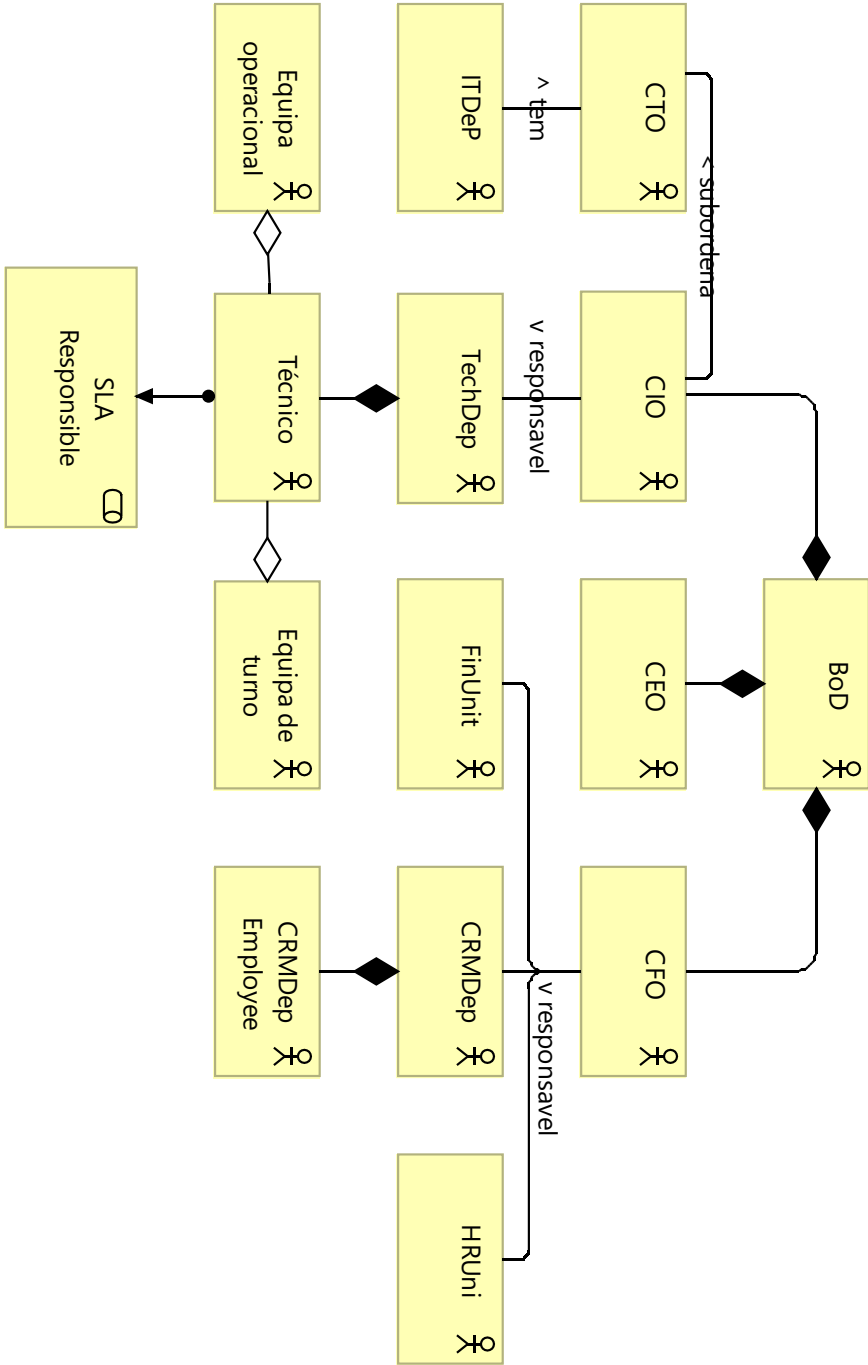 BoD
< subordena
CTO
CIO
CEO
CFO
^ tem
v responsavel
v responsavel
ITDeP
TechDep
FinUnit
CRMDep
HRUni
Equipa
operacional
Técnico
Equipa de
turno
CRMDep
Employee
SLA
Responsible